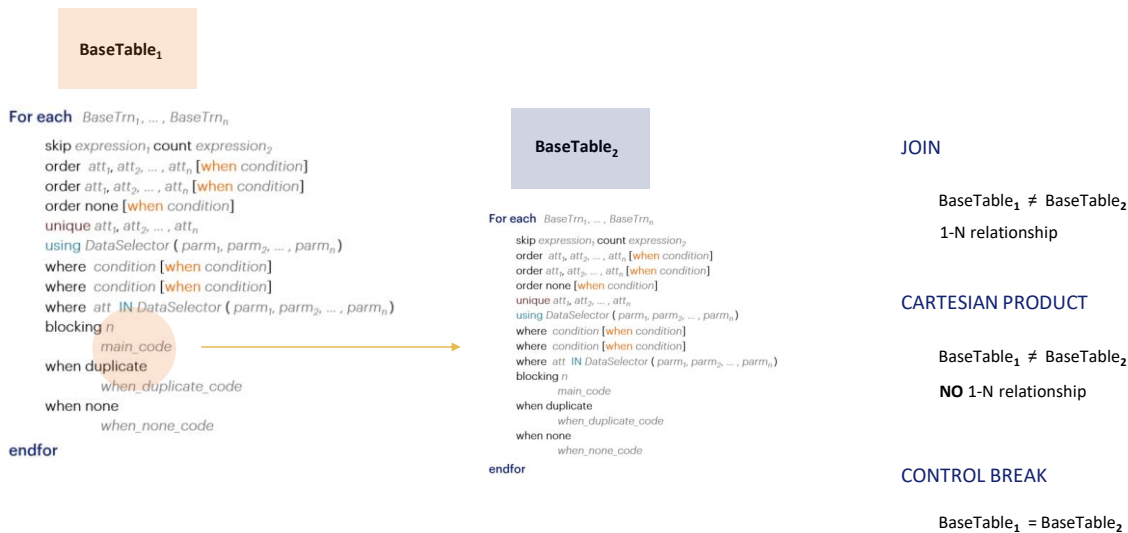 BaseTable₁
For each BaseTrn₁, ... , BaseTrnₙ
skip expression₁ count expression₂
order att₁, att₂, ... , attₙ [when condition]
order att₁, att₂, ... , attₙ [when condition]
order none [when condition]
unique att₁, att₂, ... , attₙ
using DataSelector ( parm₁, parm₂, ... , parmₙ)
where condition [when condition]
where condition [when condition]
where att IN DataSelector ( parm₁, parm₂, ... , parmₙ)
blocking n
main_code
when duplicate
when_duplicate_code
when none
when_none_code
endfor
BaseTable₂
For each BaseTrn₁, ... , BaseTrnₙ
skip expression₁ count expression₂
order att₁, att₂, ... , attₙ [when condition]
order att₁, att₂, ... , attₙ [when condition]
order none [when condition]
unique att₁, att₂, ... , attₙ
using DataSelector ( parm₁, parm₂, ... , parmₙ)
where condition [when condition]
where condition [when condition]
where att IN DataSelector ( parm₁, parm₂, ... , parmₙ)
blocking n
main_code
when duplicate
when_duplicate_code
when none
when_none_code
endfor
JOIN
BaseTable₁ ≠ BaseTable₂
1-N relationship
CARTESIAN PRODUCT
BaseTable₁ ≠ BaseTable₂
NO 1-N relationship
CONTROL BREAK
BaseTable₁ = BaseTable₂